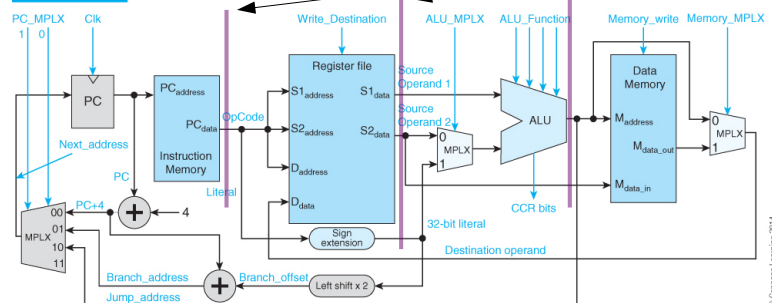 PC_MPLX
Clk
Write_Destination
ALU_MPLX
ALU_Function
Memory_write
Memory_MPLX
1 0
PC
PCaddress
PCdata
Instruction
Memory
OpCode
Literal
Register file
S1address
S1data
S2address
S2data
Daddress
Ddata
Source
Operand 1
Source
Operand 2
0
MPLX
1
ALU
CCR bits
Data
Memory
Maddress
Mdata_out
Mdata_in
0
MPLX
1
Next_address
PC
PC+4
4
00
01
MPLX
10
11
Sign
extension
32-bit literal
Destination operand
Branch_address
Branch_offset
Left shift x 2
Jump_address